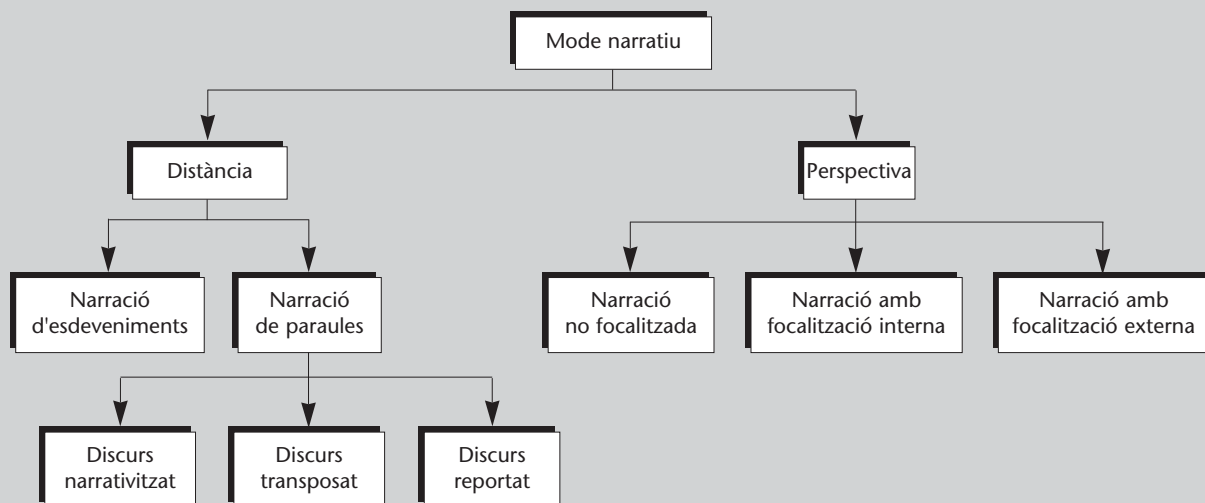 Mode narratiu
Distància
Perspectiva
Narració
d'esdeveniments
Narració
de paraules
Narració
no focalitzada
Narració amb
focalització interna
Narració amb
focalització externa
Discurs
narrativitzat
Discurs
transposat
Discurs
reportat